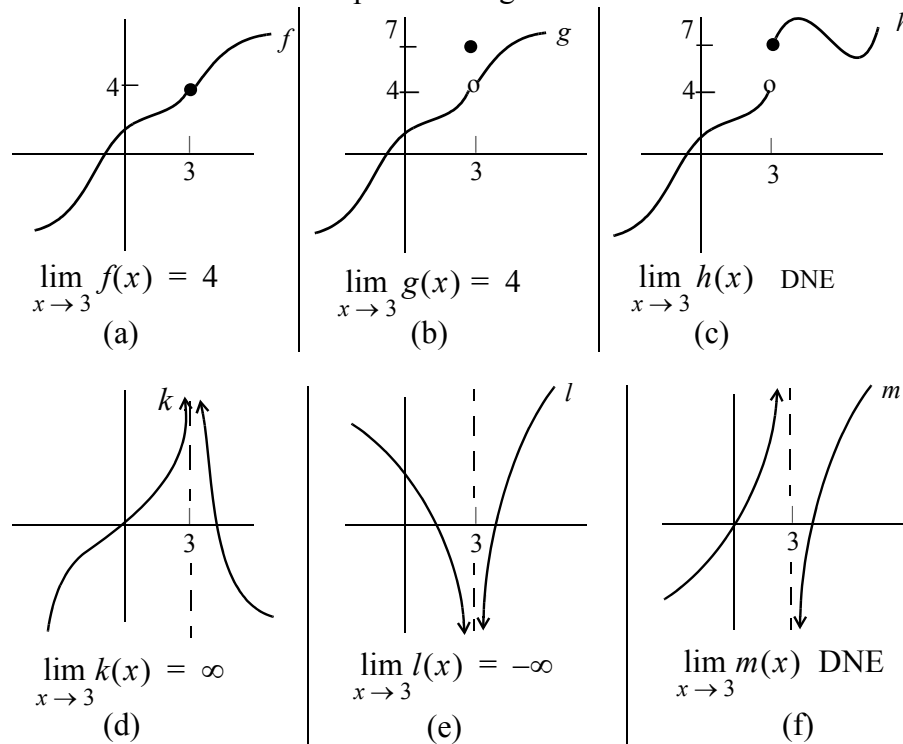 f
4
3
lim f(x) = 4
x → 3
(a)
7
g
4
3
lim g(x) = 4
x → 3
(b)
7
h
4
3
lim h(x) DNE
x → 3
(c)
k
3
lim k(x) = ∞
x → 3
(d)
l
3
lim l(x) = –∞
x → 3
(e)
m
3
lim m(x) DNE
x → 3
(f)